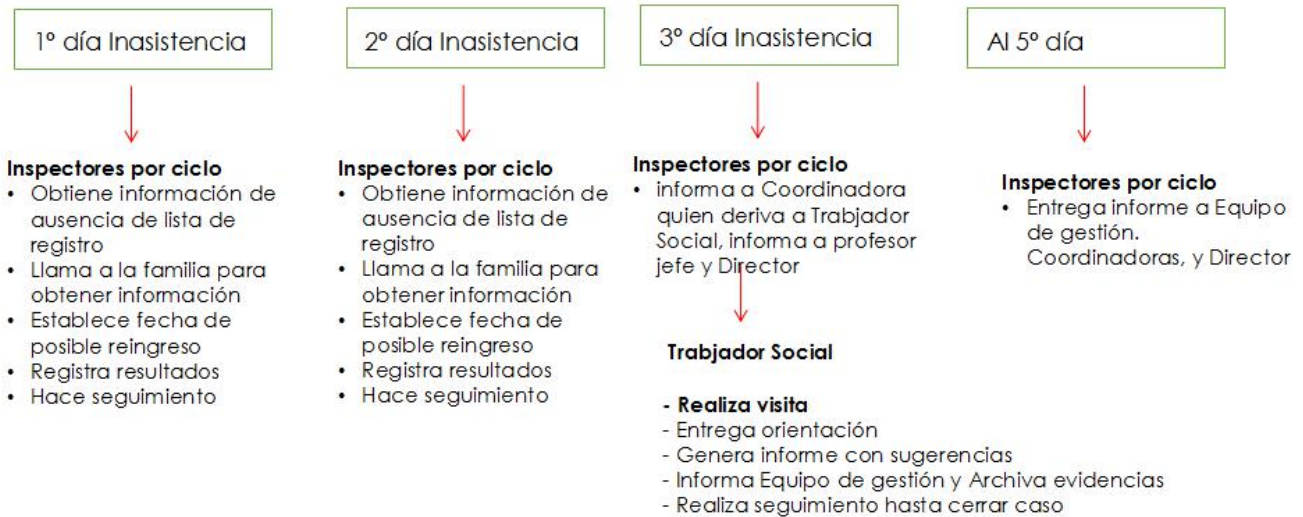 1° día Inasistencia
Inspectores por ciclo
• Obtiene información de
ausencia de lista de
registro
• Llama a la familia para
obtener información
• Establece fecha de
posible reingreso
• Registra resultados
• Hace seguimiento
2° día Inasistencia
Inspectores por ciclo
• Obtiene información de
ausencia de lista de
registro
• Llama a la familia para
obtener información
• Establece fecha de
posible reingreso
• Registra resultados
• Hace seguimiento
3° día Inasistencia
Inspectores por ciclo
• informa a Coordinadora
quien deriva a Trabjador
Social, informa a profesor
jefe y Director
Trabjador Social
- Realiza visita
- Entrega orientación
- Genera informe con sugerencias
- Informa Equipo de gestión y Archiva evidencias
- Realiza seguimiento hasta cerrar caso
Al 5° día
Inspectores por ciclo
• Entrega informe a Equipo
de gestión.
Coordinadoras, y Director